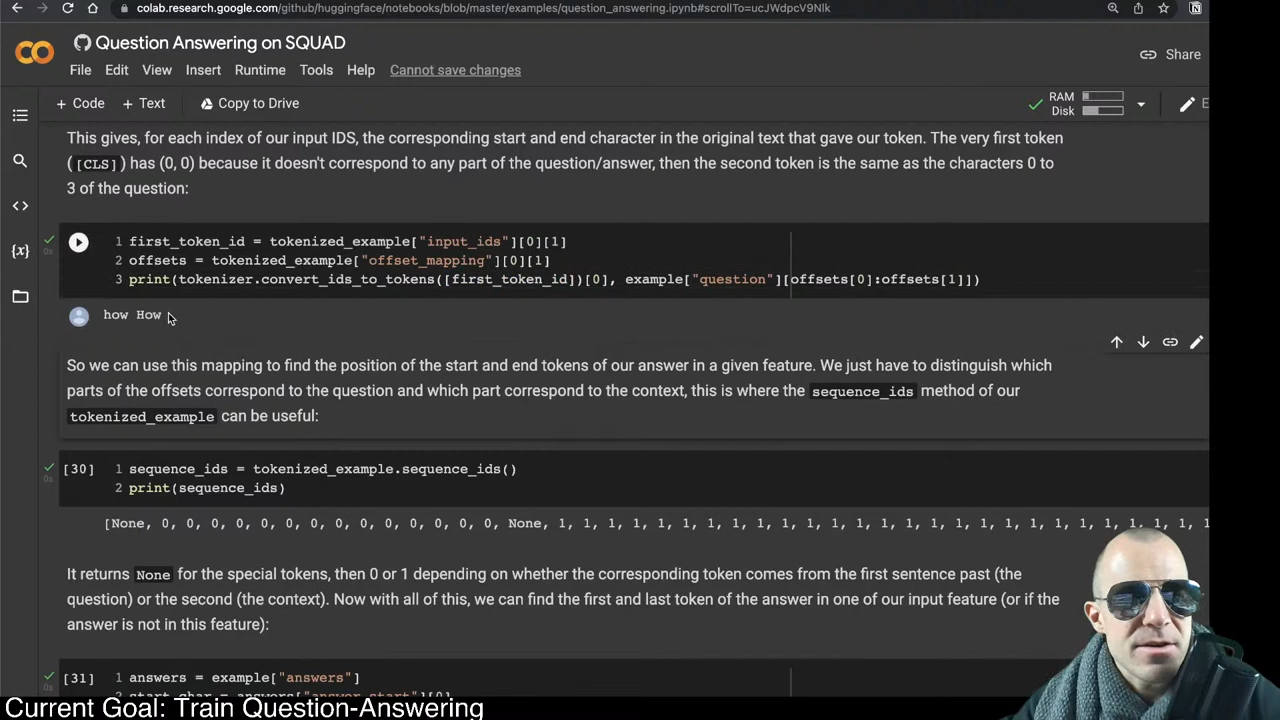 colab.research.google.com/github/huggingface/notebooks/blob/master/examples/question_answering.ipynb#scrollTo=ucJWdpcV9Nlk
Question Answering on SQUAD
File Edit View Insert Runtime Tools Help Cannot save changes
Share
+ Code + Text Copy to Drive
RAM
Disk
E
This gives, for each index of our input IDS, the corresponding start and end character in the original text that gave our token. The very first token
([CLS]) has (0, 0) because it doesn't correspond to any part of the question/answer, then the second token is the same as the characters 0 to
3 of the question:
1 first_token_id = tokenized_example["input_ids"][0][1]
2 offsets = tokenized_example["offset_mapping"][0][1]
3 print(tokenizer.convert_ids_to_tokens([first_token_id])[0], example["question"][offsets[0]:offsets[1]])
0s
how How
So we can use this mapping to find the position of the start and end tokens of our answer in a given feature. We just have to distinguish which
parts of the offsets correspond to the question and which part correspond to the context, this is where the sequence_ids method of our
tokenized_example can be useful:
[30] 1 sequence_ids = tokenized_example.sequence_ids()
0s 2 print(sequence_ids)
[None, 0, 0, 0, 0, 0, 0, 0, 0, 0, 0, 0, 0, 0, 0, None, 1, 1, 1, 1, 1, 1, 1, 1, 1, 1, 1, 1, 1, 1, 1, 1, 1, 1, 1, 1, 1, 1, 1, 1
It returns None for the special tokens, then 0 or 1 depending on whether the corresponding token comes from the first sentence past (the
question) or the second (the context). Now with all of this, we can find the first and last token of the answer in one of our input feature (or if the
answer is not in this feature):
[31] 1 answers = example["answers"]
0s 2 start_char = answers["answer_start"][0]
Current Goal: Train Question-Answering